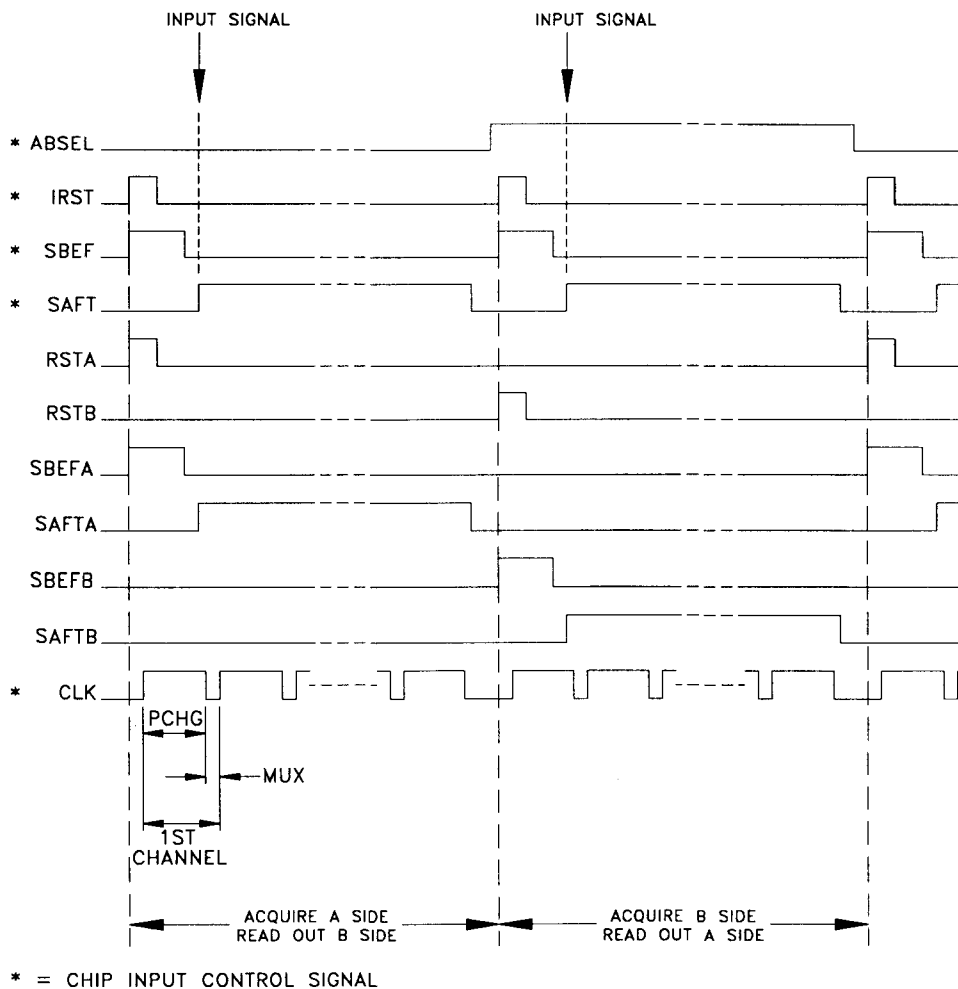 INPUT SIGNAL INPUT SIGNAL
* ABSEL
* IRST
* SBEF
* SAFT
RSTA
RSTB
SBEFA
SAFTA
SBEFB
SAFTB
* CLK
PCHG
MUX
1ST
CHANNEL
ACQUIRE A SIDE
READ OUT B SIDE
ACQUIRE B SIDE
READ OUT A SIDE
* = CHIP INPUT CONTROL SIGNAL